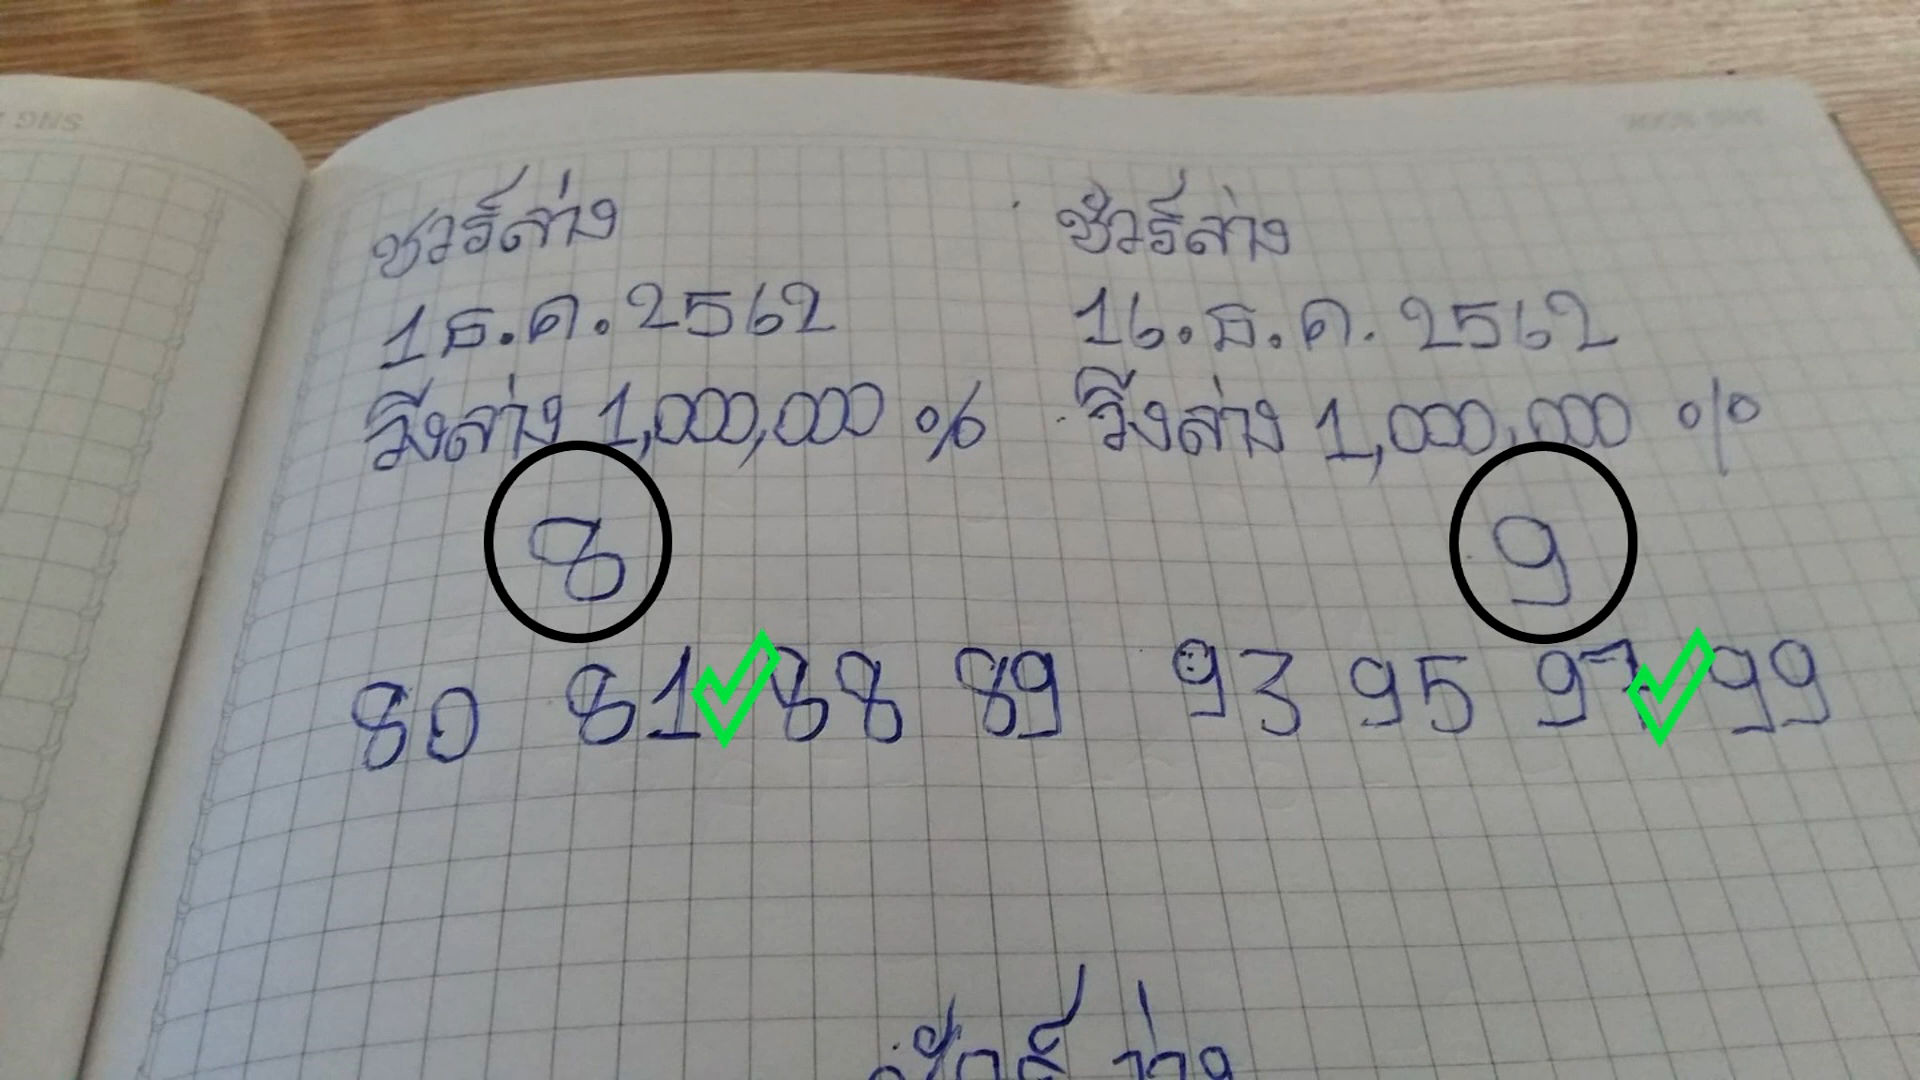 ชัวร์ล่าง
1 ธ.ค. 2562
วิ่งล่าง 1,000,000 %
8
80 81 88 89
ชัวร์ล่าง
16.ธ.ค. 2562
วิ่งล่าง 1,000,000 %
9
93 95 97 99